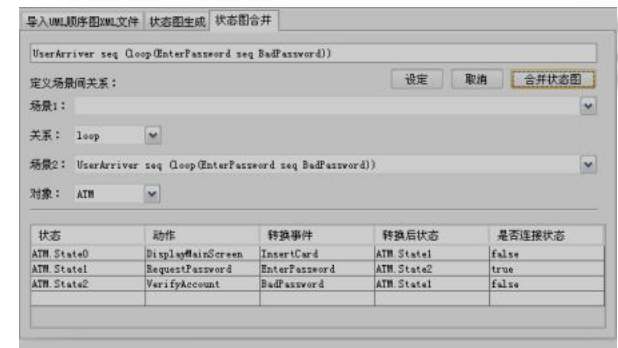 导入UML顺序图XML文件 状态图生成 状态图合并
UserArriver seq (loop(EnterPassword seq BadPassword))
定义场景间关系： 设定 取消 合并状态图
场景1：
关系： loop
场景2： UserArriver seq (loop(EnterPassword seq BadPassword))
对象： ATM
状态 动作 转换事件 转换后状态 是否连接状态
ATM.State0 DisplayMainScreen InsertCard ATM.State1 false
ATM.State1 RequestPassword EnterPassword ATM.State2 true
ATM.State2 VerifyAccount BadPassword ATM.State1 false